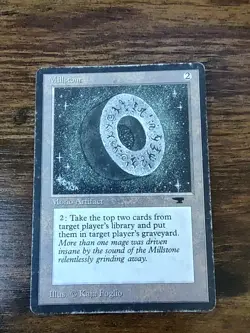 Millstone 2
Mono Artifact
2: Take the top two cards from
target player's library and put
them in target player's graveyard.
More than one mage was driven
insane by the sound of the Millstone
relentlessly grinding away.
Illus. © Kaja Foglio